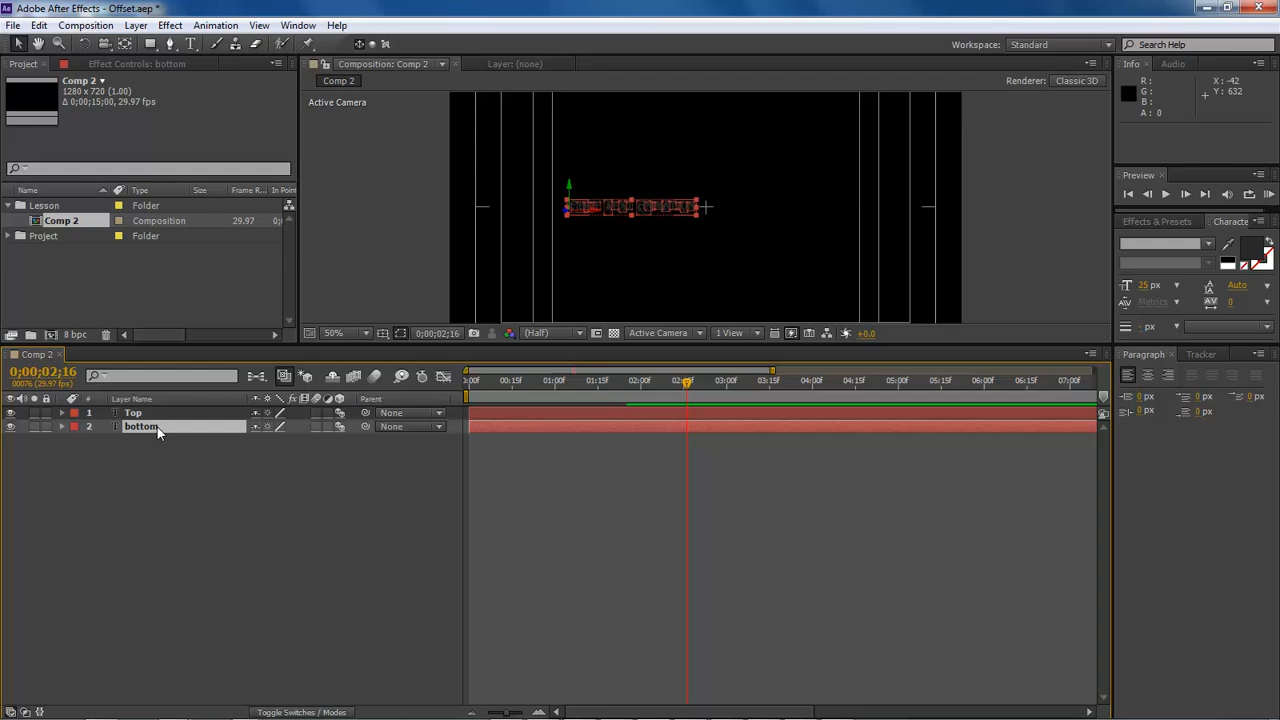 Adobe After Effects - Offset.aep *
File Edit Composition Layer Effect Animation View Window Help
Workspace: Standard Search Help
Project Effect Controls: bottom Composition: Comp 2 Layer: (none) Info Audio
Comp 2 Renderer: Classic 3D
Comp 2
1280 x 720 (1.00)
Δ 0;00;15;00, 29.97 fps
Active Camera
R: X: -42
G: Y: 632
B:
A: 0
Preview
Name Type Size Frame R... In Point
Lesson Folder
Comp 2 Composition 29.97 0;
Project Folder
Effects & Presets Character
25 px Auto
Metrics 0
- px
8 bpc 50% 0;00;02;16 (Half) Active Camera 1 View +0.0
Comp 2
Paragraph Tracker
0;00;02;16
00076 (29.97 fps)
0:00f 00:15f 01:00f 01:15f 02:00f 02:15f 03:00f 03:15f 04:00f 04:15f 05:00f 05:15f 06:00f 06:15f 07:00f
# Layer Name Parent
0 px 0 px 0 px
0 px 0 px
1 T Top None
2 T bottom None
Toggle Switches / Modes